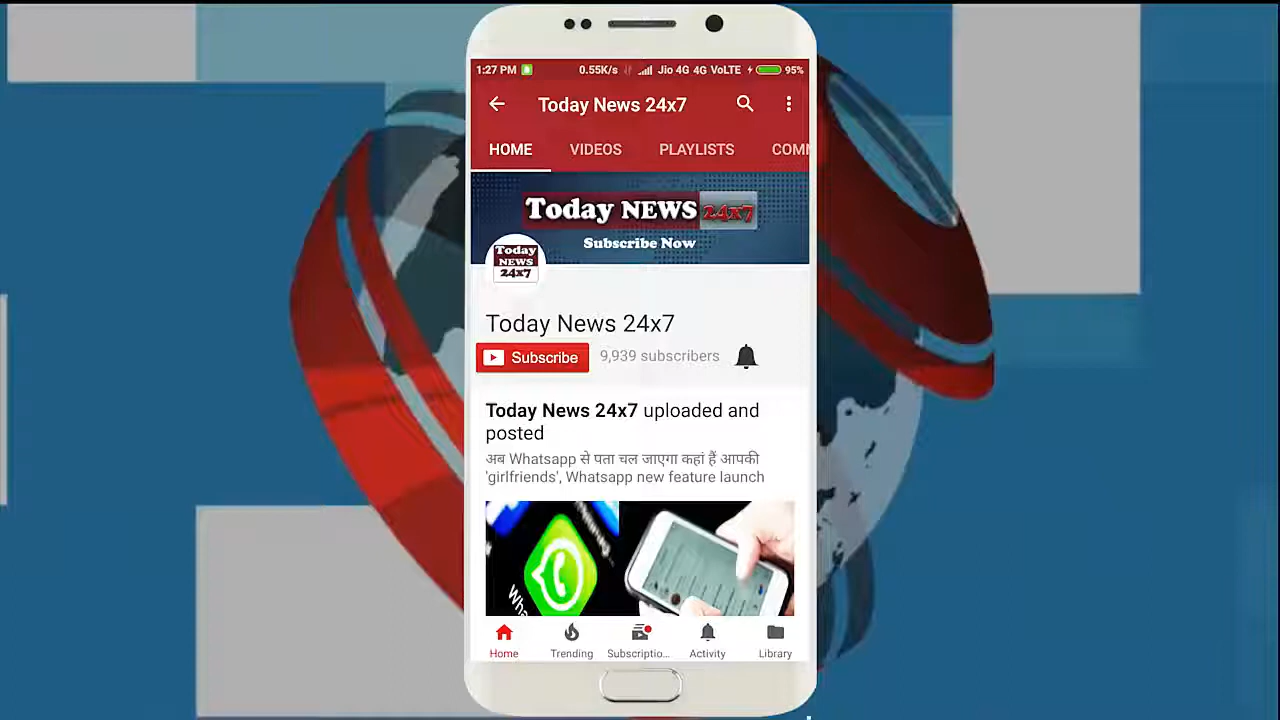 1:27 PM 0.55K/s Jio 4G 4G VoLTE 95%
Today News 24x7
HOME VIDEOS PLAYLISTS COMM
Today NEWS 24x7
Subscribe Now
Today
NEWS
24x7
Today News 24x7
Subscribe 9,939 subscribers
Today News 24x7 uploaded and
posted
अब Whatsapp से पता चल जाएगा कहां हैं आपकी
'girlfriends', Whatsapp new feature launch
Home Trending Subscriptio... Activity Library